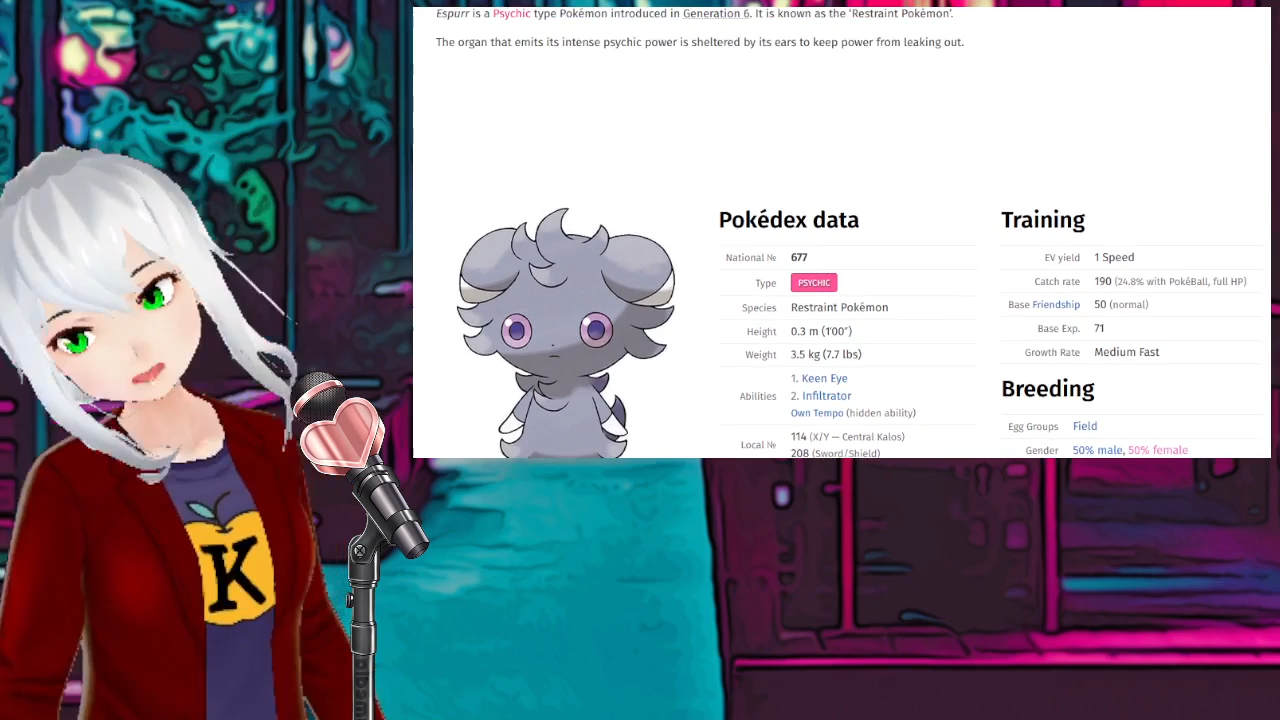 Espurr is a Psychic type Pokémon introduced in Generation 6. It is known as the 'Restraint Pokémon'.
The organ that emits its intense psychic power is sheltered by its ears to keep power from leaking out.
Pokédex data
National № 677
Type PSYCHIC
Species Restraint Pokémon
Height 0.3 m (1′00″)
Weight 3.5 kg (7.7 lbs)
Abilities 1. Keen Eye
2. Infiltrator
Own Tempo (hidden ability)
Local № 114 (X/Y — Central Kalos)
208 (Sword/Shield)
Training
EV yield 1 Speed
Catch rate 190 (24.8% with PokéBall, full HP)
Base Friendship 50 (normal)
Base Exp. 71
Growth Rate Medium Fast
Breeding
Egg Groups Field
Gender 50% male, 50% female
K